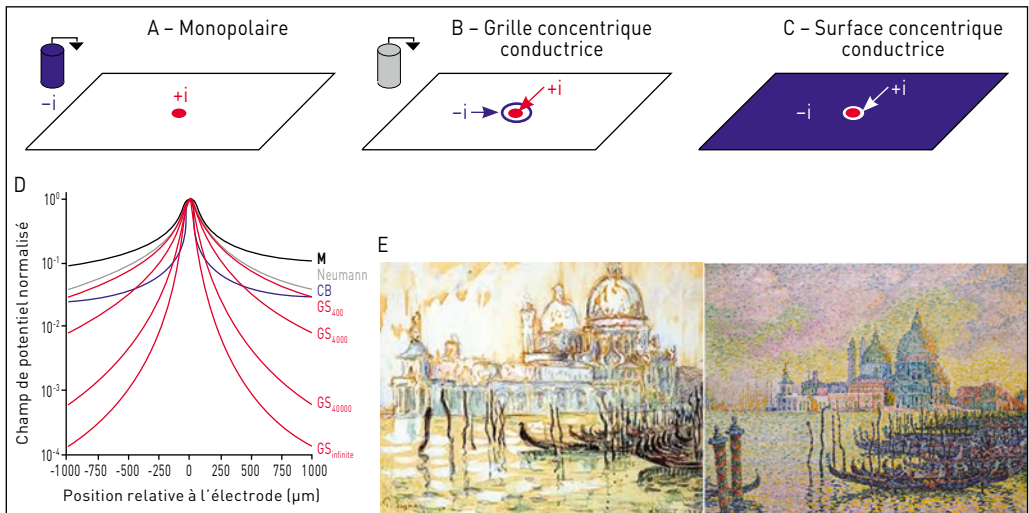 A – Monopolaire
–i
+i
B – Grille concentrique
conductrice
+i
–i
C – Surface concentrique
conductrice
+i
–i
D
Champ de potentiel normalisé
10⁰
10⁻¹
10⁻²
10⁻³
10⁻⁴
-1000 -750 -500 -250 0 250 500 750 1000
Position relative à l'électrode (µm)
M
Neumann
CB
GS400
GS4000
GS40000
GSinfinite
E